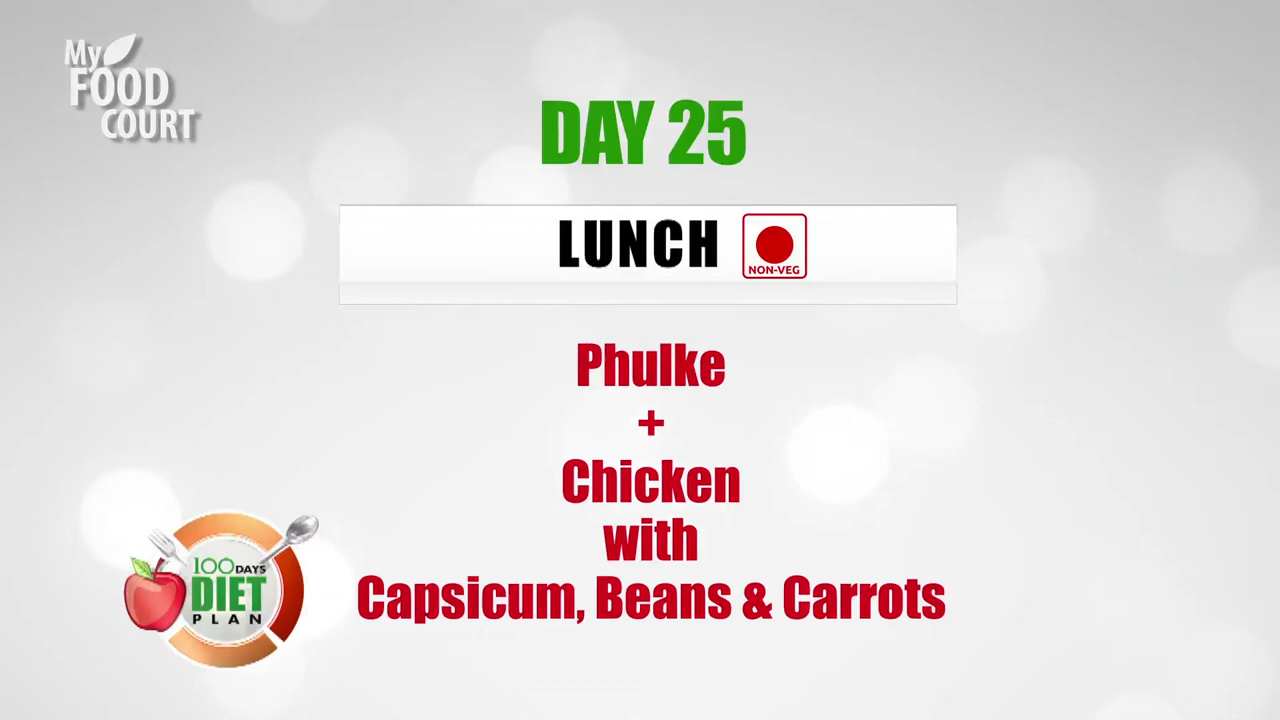 My
FOOD
COURT
DAY 25
LUNCH
NON-VEG
Phulke
+
Chicken
with
Capsicum, Beans & Carrots
100 DAYS
DIET
PLAN